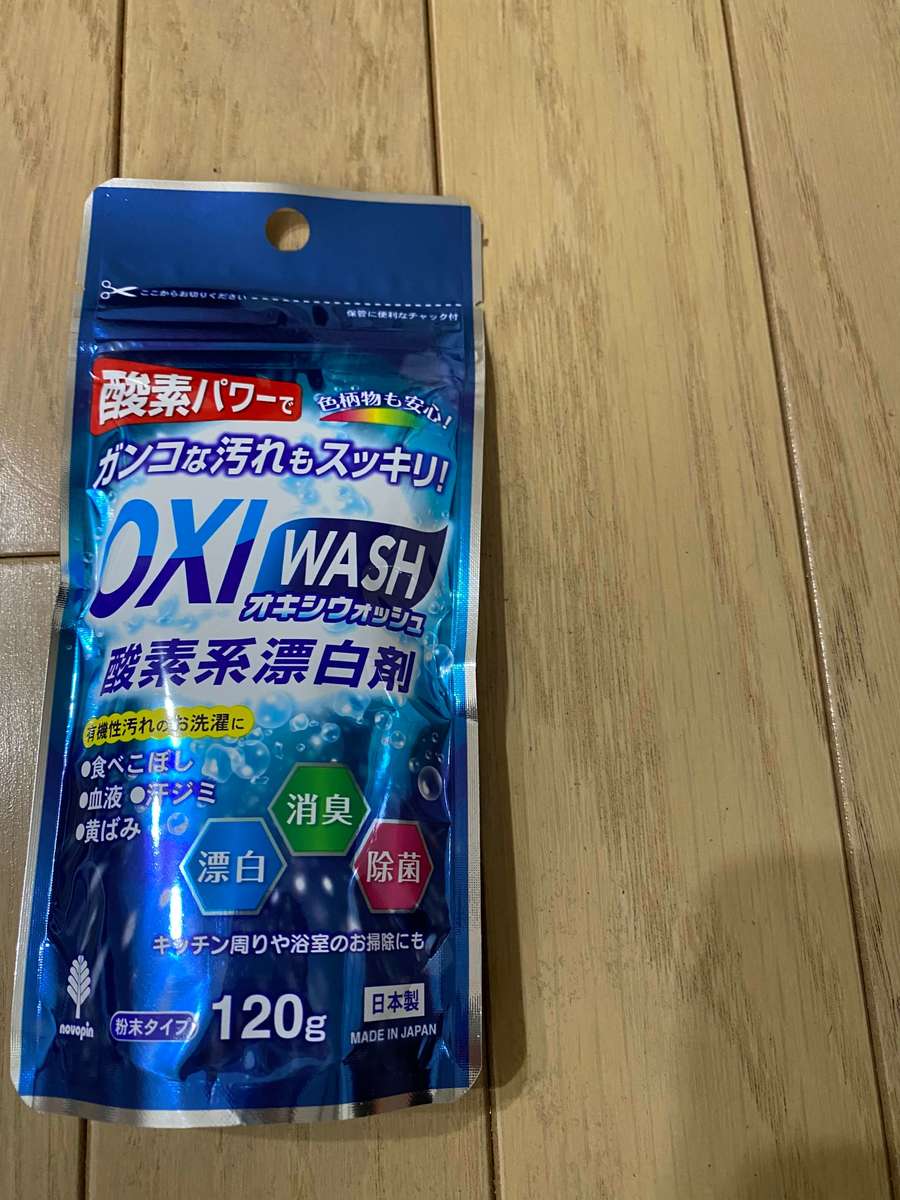 ここからお切りください
保管に便利なチャック付
酸素パワーで
色柄物も安心!
ガンコな汚れもスッキリ!
OXI WASH
オキシウォッシュ
酸素系漂白剤
有機性汚れのお洗濯に
●食べこぼし
●血液 ●汗ジミ
●黄ばみ
消臭
漂白
除菌
キッチン周りや浴室のお掃除にも
novopin
粉末タイプ
120g
日本製
MADE IN JAPAN